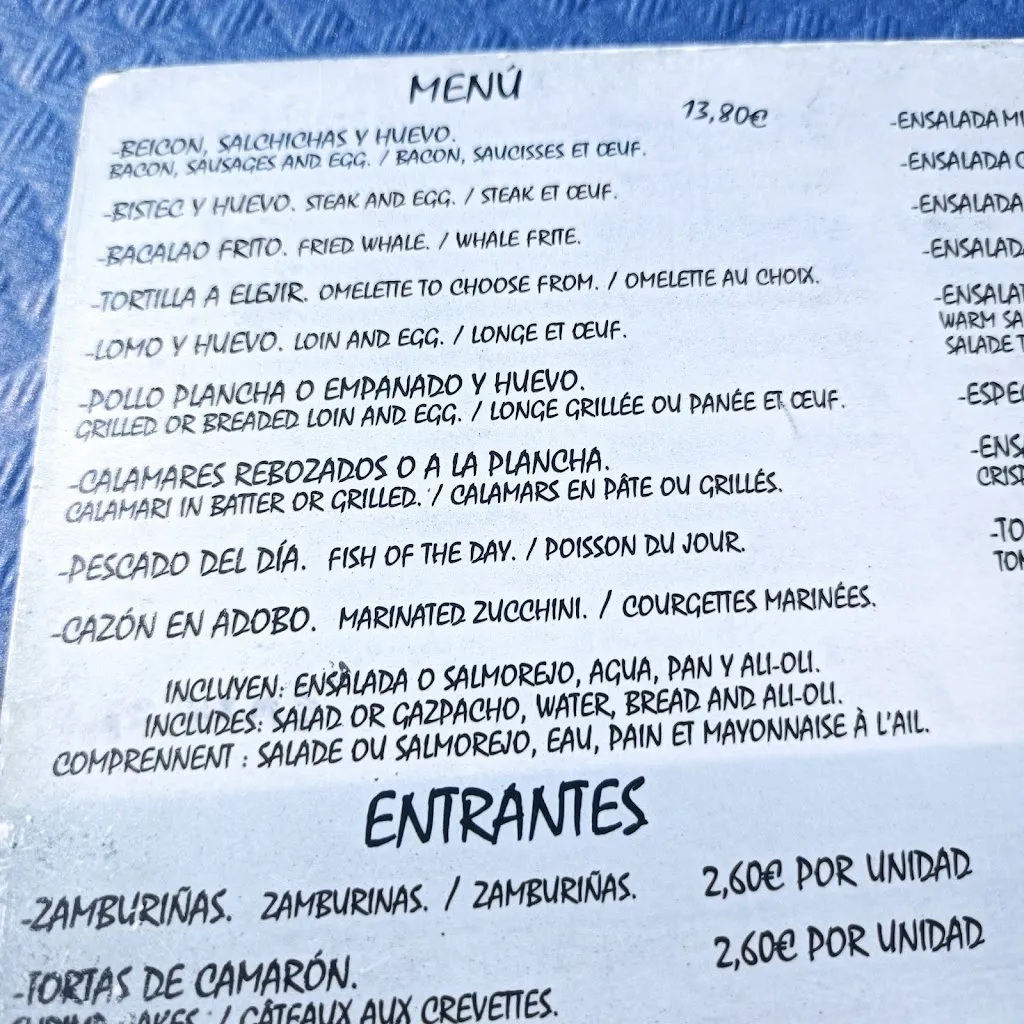 MENÚ
13,80€
-BEICON, SALCHICHAS Y HUEVO.
BACON, SAUSAGES AND EGG. / BACON, SAUCISSES ET ŒUF.
-BISTEC Y HUEVO. STEAK AND EGG. / STEAK ET ŒUF.
-BACALAO FRITO. FRIED WHALE. / WHALE FRITE.
-TORTILLA A ELEJIR. OMELETTE TO CHOOSE FROM. / OMELETTE AU CHOIX.
-LOMO Y HUEVO. LOIN AND EGG. / LONGE ET ŒUF.
-POLLO PLANCHA O EMPANADO Y HUEVO.
GRILLED OR BREADED LOIN AND EGG. / LONGE GRILLÉE OU PANÉE ET ŒUF.
-CALAMARES REBOZADOS O A LA PLANCHA.
CALAMARI IN BATTER OR GRILLED. / CALAMARS EN PÂTE OU GRILLÉS.
-PESCADO DEL DÍA. FISH OF THE DAY. / POISSON DU JOUR.
-CAZÓN EN ADOBO. MARINATED ZUCCHINI. / COURGETTES MARINÉES.
INCLUYEN: ENSALADA O SALMOREJO, AGUA, PAN Y ALI-OLI.
INCLUDES: SALAD OR GAZPACHO, WATER, BREAD AND ALI-OLI.
COMPRENNENT : SALADE OU SALMOREJO, EAU, PAIN ET MAYONNAISE À L'AIL.
ENTRANTES
-ZAMBURIÑAS. ZAMBURINAS. / ZAMBURIÑAS. 2,60€ POR UNIDAD
-TORTAS DE CAMARÓN. 2,60€ POR UNIDAD
/ CÂTEAUX AUX CREVETTES.
-ENSALADA
-ENSALADA
-ENSALADA
-ENSALAD
-ENSALA
WARM SA
SALADE
-ESPE
-ENS
CRIS
-TO
TOM